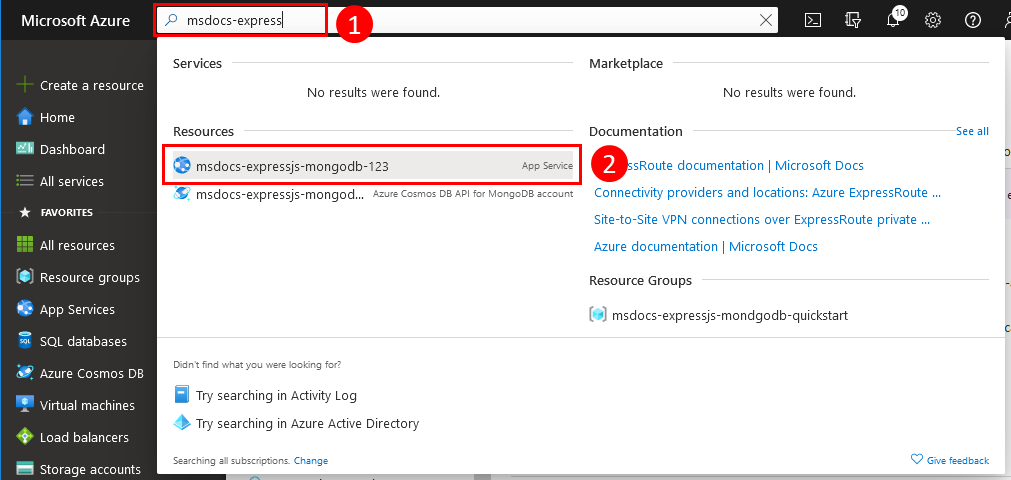 Microsoft Azure
msdocs-express
1
10
Create a resource
Home
Dashboard
All services
FAVORITES
All resources
Resource groups
App Services
SQL databases
Azure Cosmos DB
Virtual machines
Load balancers
Storage accounts
Services
No results were found.
Resources
msdocs-expressjs-mongodb-123 App Service
msdocs-expressjs-mongod... Azure Cosmos DB API for MongoDB account
2
Marketplace
No results were found.
Documentation See all
ressRoute documentation | Microsoft Docs
Connectivity providers and locations: Azure ExpressRoute ...
Site-to-Site VPN connections over ExpressRoute private ...
Azure documentation | Microsoft Docs
Resource Groups
msdocs-expressjs-mondgodb-quickstart
Didn't find what you were looking for?
Try searching in Activity Log
Try searching in Azure Active Directory
Searching all subscriptions. Change
Give feedback